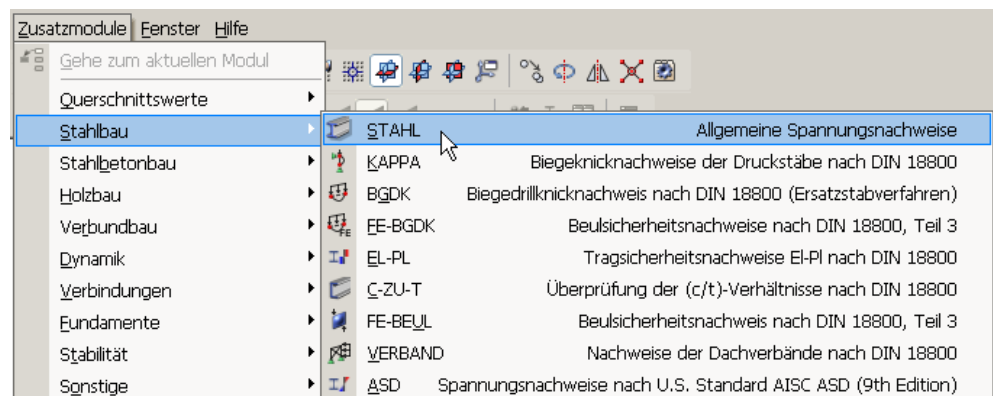 Zusatzmodule Fenster Hilfe
Gehe zum aktuellen Modul
Querschnittswerte
Stahlbau STAHL Allgemeine Spannungsnachweise
Stahlbetonbau KAPPA Biegeknicknachweise der Druckstäbe nach DIN 18800
Holzbau BGDK Biegedrillknicknachweis nach DIN 18800 (Ersatzstabverfahren)
Verbundbau FE-BGDK Beulsicherheitsnachweise nach DIN 18800, Teil 3
Dynamik EL-PL Tragsicherheitsnachweise El-Pl nach DIN 18800
Verbindungen C-ZU-T Überprüfung der (c/t)-Verhältnisse nach DIN 18800
Fundamente FE-BEUL Beulsicherheitsnachweis nach DIN 18800, Teil 3
Stabilität VERBAND Nachweise der Dachverbände nach DIN 18800
Sonstige ASD Spannungsnachweise nach U.S. Standard AISC ASD (9th Edition)